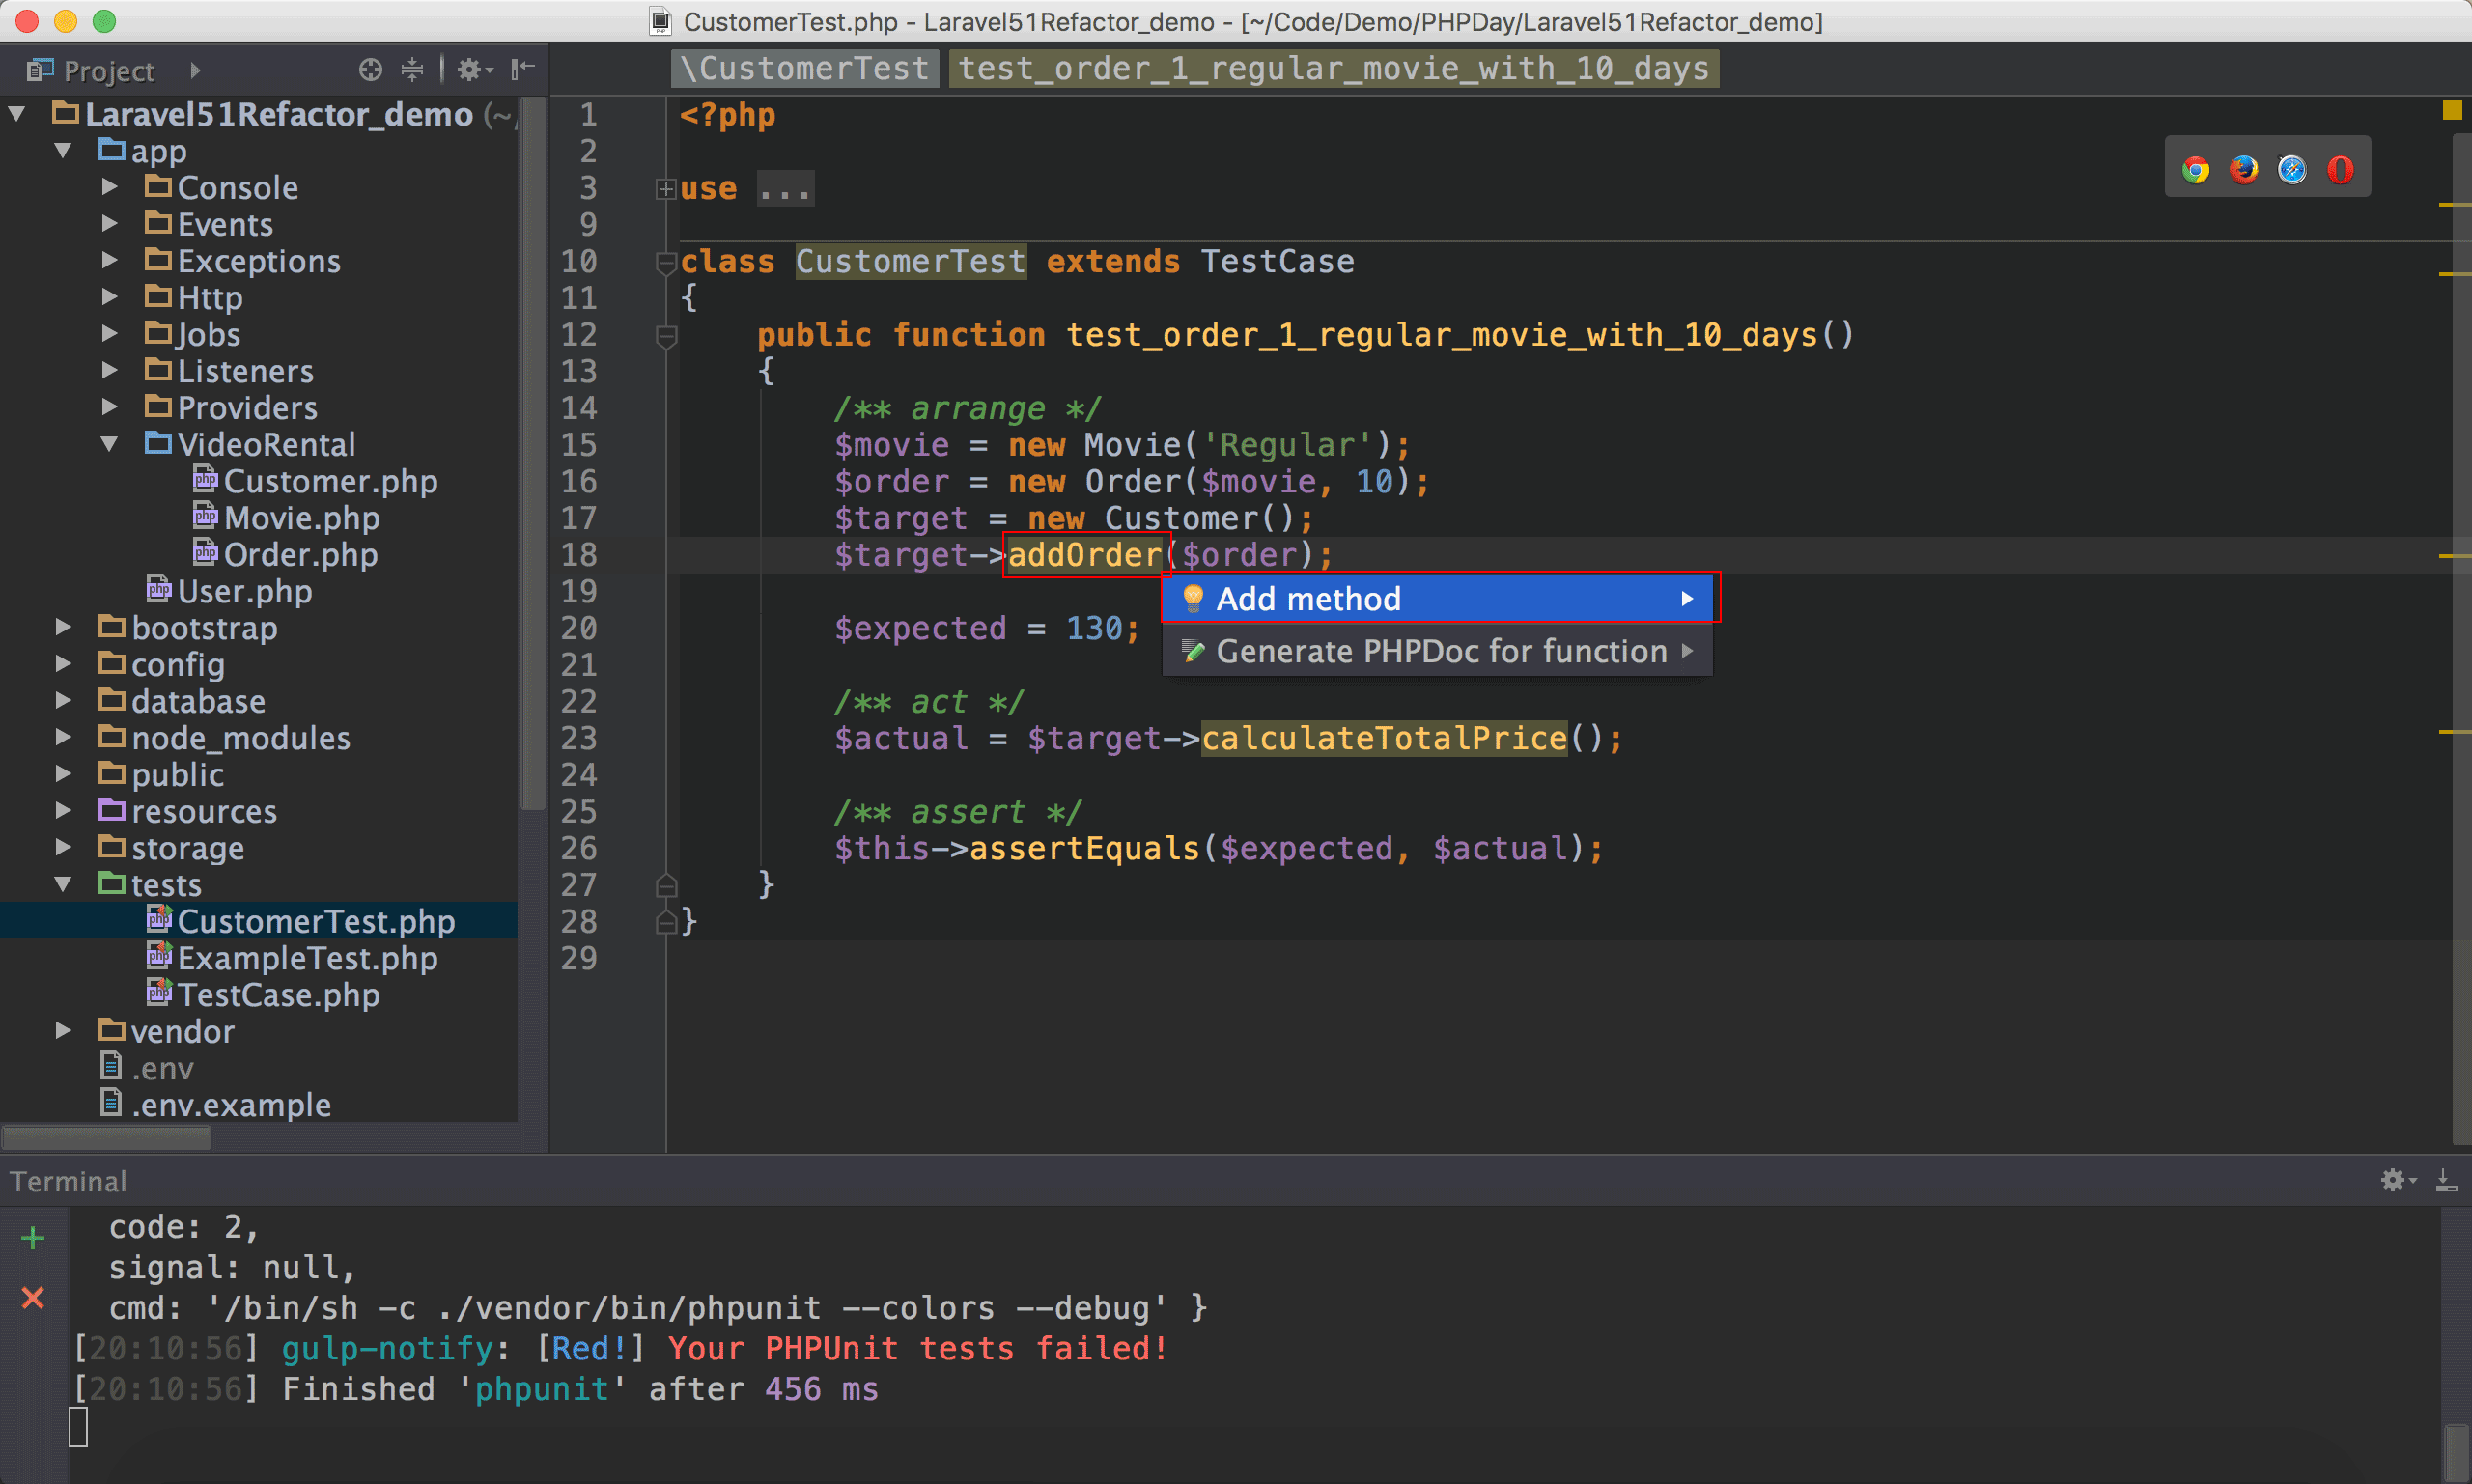 CustomerTest.php - Laravel51Refactor_demo - [~/Code/Demo/PHPDay/Laravel51Refactor_demo]
Project
\CustomerTest test_order_1_regular_movie_with_10_days
Laravel51Refactor_demo (~
app
Console
Events
Exceptions
Http
Jobs
Listeners
Providers
VideoRental
Customer.php
Movie.php
Order.php
User.php
bootstrap
config
database
node_modules
public
resources
storage
tests
CustomerTest.php
ExampleTest.php
TestCase.php
vendor
.env
.env.example
1 <?php
2
3 use ...
9
10 class CustomerTest extends TestCase
11 {
12 public function test_order_1_regular_movie_with_10_days()
13 {
14 /** arrange */
15 $movie = new Movie('Regular');
16 $order = new Order($movie, 10);
17 $target = new Customer();
18 $target->addOrder($order);
19
Add method
20 $expected = 130;
Generate PHPDoc for function
21
22 /** act */
23 $actual = $target->calculateTotalPrice();
24
25 /** assert */
26 $this->assertEquals($expected, $actual);
27 }
28 }
29
Terminal
code: 2,
signal: null,
cmd: '/bin/sh -c ./vendor/bin/phpunit --colors --debug' }
[20:10:56] gulp-notify: [Red!] Your PHPUnit tests failed!
[20:10:56] Finished 'phpunit' after 456 ms